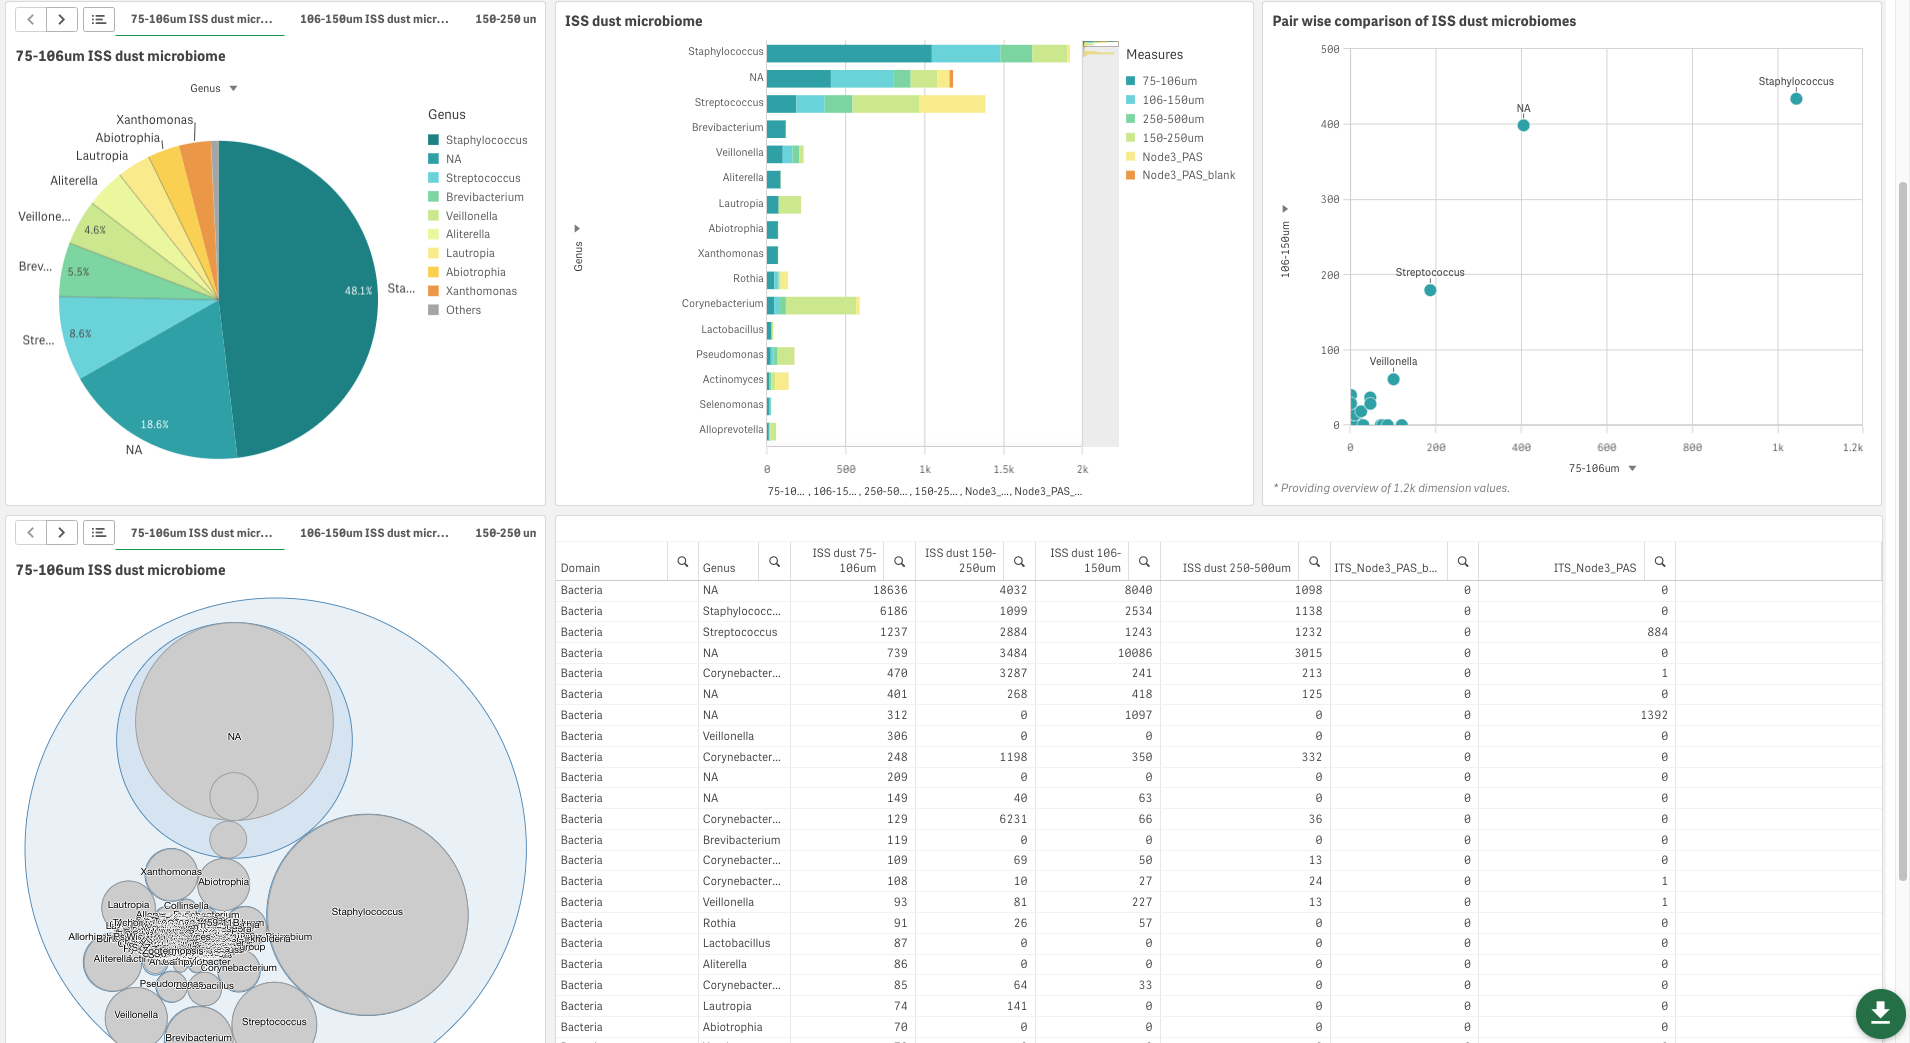 75-106um ISS dust micr...
106-150um ISS dust micr...
150-250 um
75-106um ISS dust microbiome
Genus
Xanthomonas
Abiotrophia
Lautropia
Aliterella
Veillone...
Brev...
Stre...
NA
Sta...
4.6%
5.5%
8.6%
18.6%
48.1%
Genus
Staphylococcus
NA
Streptococcus
Brevibacterium
Veillonella
Aliterella
Lautropia
Abiotrophia
Xanthomonas
Others
ISS dust microbiome
Genus
Staphylococcus
NA
Streptococcus
Brevibacterium
Veillonella
Aliterella
Lautropia
Abiotrophia
Xanthomonas
Rothia
Corynebacterium
Lactobacillus
Pseudomonas
Actinomyces
Selenomonas
Alloprevotella
0 500 1k 1.5k 2k
75-10... , 106-15... , 250-50... , 150-25... , Node3_..., Node3_PAS_...
Measures
75-106um
106-150um
250-500um
150-250um
Node3_PAS
Node3_PAS_blank
Pair wise comparison of ISS dust microbiomes
106-150um
500
400
300
200
100
0
Staphylococcus
NA
Streptococcus
Veillonella
0 200 400 600 800 1k 1.2k
75-106um
* Providing overview of 1.2k dimension values.
75-106um ISS dust micr...
106-150um ISS dust micr...
150-250 um
75-106um ISS dust microbiome
NA
Staphylococcus
Xanthomonas
Abiotrophia
Lautropia
Collinsella
Aliterella
Corynebacterium
Pseudomonas
Veillonella
Streptococcus
Brevibacterium
Domain Genus ISS dust 75-106um ISS dust 150-250um ISS dust 106-150um ISS dust 250-500um ITS_Node3_PAS_b... ITS_Node3_PAS
Bacteria NA 18636 4032 8040 1098 0 0
Bacteria Staphylococc... 6186 1099 2534 1138 0 0
Bacteria Streptococcus 1237 2884 1243 1232 0 884
Bacteria NA 739 3484 10086 3015 0 0
Bacteria Corynebacter... 470 3287 241 213 0 1
Bacteria NA 401 268 418 125 0 0
Bacteria NA 312 0 1097 0 0 1392
Bacteria Veillonella 306 0 0 0 0 0
Bacteria Corynebacter... 248 1198 350 332 0 0
Bacteria NA 209 0 0 0 0 0
Bacteria NA 149 40 63 0 0 0
Bacteria Corynebacter... 129 6231 66 36 0 0
Bacteria Brevibacterium 119 0 0 0 0 0
Bacteria Corynebacter... 109 69 50 13 0 0
Bacteria Corynebacter... 108 10 27 24 0 1
Bacteria Veillonella 93 81 227 13 0 1
Bacteria Rothia 91 26 57 0 0 0
Bacteria Lactobacillus 87 0 0 0 0 0
Bacteria Aliterella 86 0 0 0 0 0
Bacteria Corynebacter... 85 64 33 0 0 0
Bacteria Lautropia 74 141 0 0 0 0
Bacteria Abiotrophia 70 0 0 0 0 0